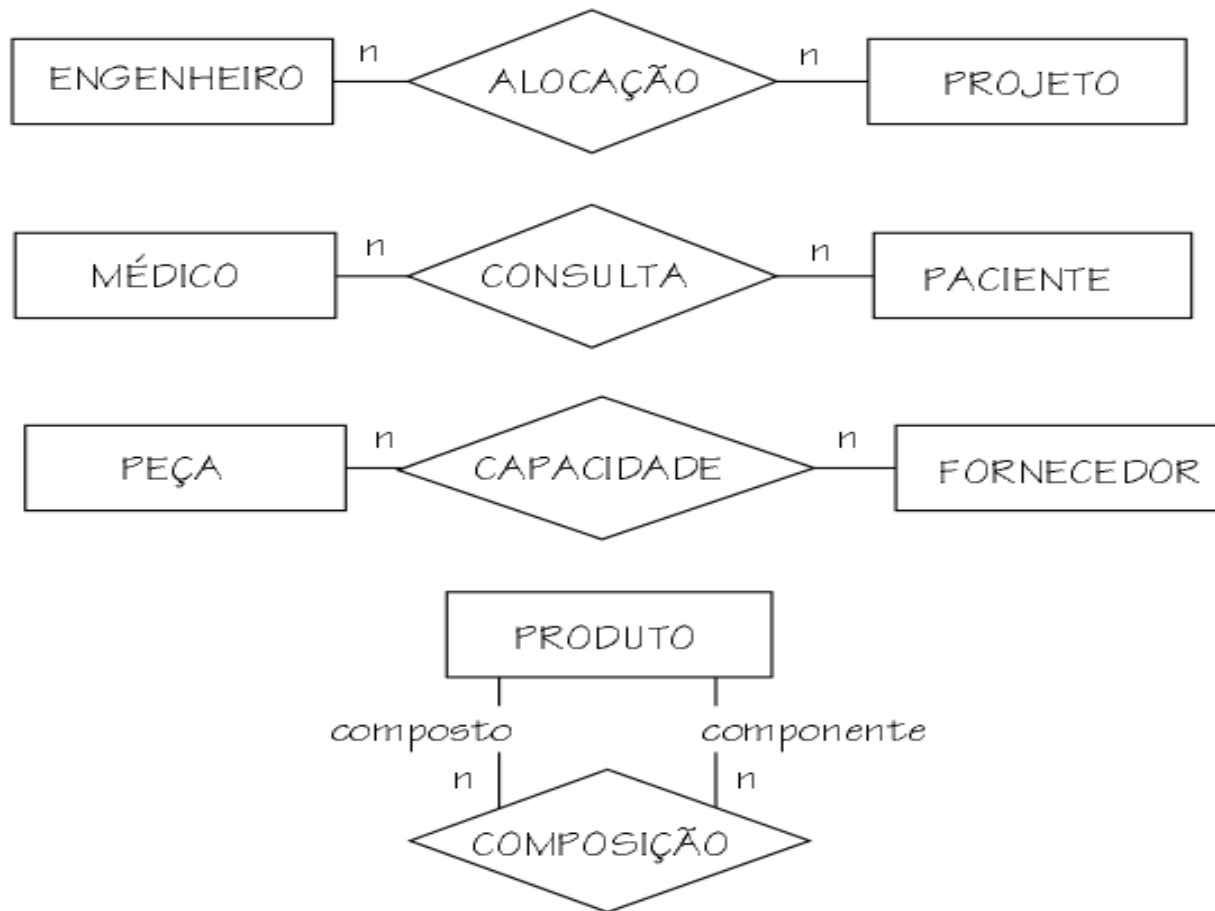 n n
ENGENHEIRO ALOCAÇÃO PROJETO
n n
MÉDICO CONSULTA PACIENTE
n n
PEÇA CAPACIDADE FORNECEDOR
PRODUTO
composto componente
n n
COMPOSIÇÃO